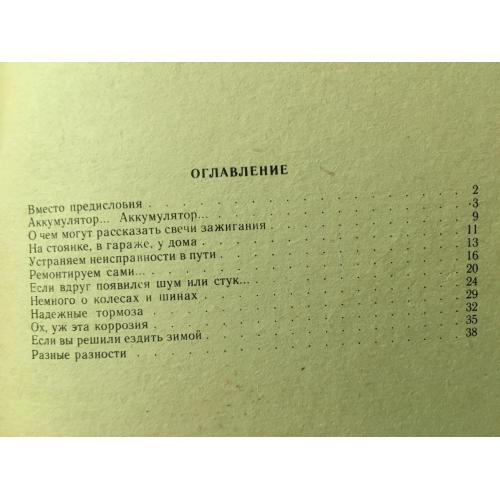 ОГЛАВЛЕНИЕ
Вместо предисловия . . . 2
Аккумулятор... Аккумулятор... . . . 3
О чем могут рассказать свечи зажигания . . . 9
На стоянке, в гараже, у дома . . . 11
Устраняем неисправности в пути . . . 13
Ремонтируем сами... . . . 16
Если вдруг появился шум или стук... . . . 20
Немного о колесах и шинах . . . 24
Надежные тормоза . . . 29
Ох, уж эта коррозия . . . 32
Если вы решили ездить зимой . . . 35
Разные разности . . . 38